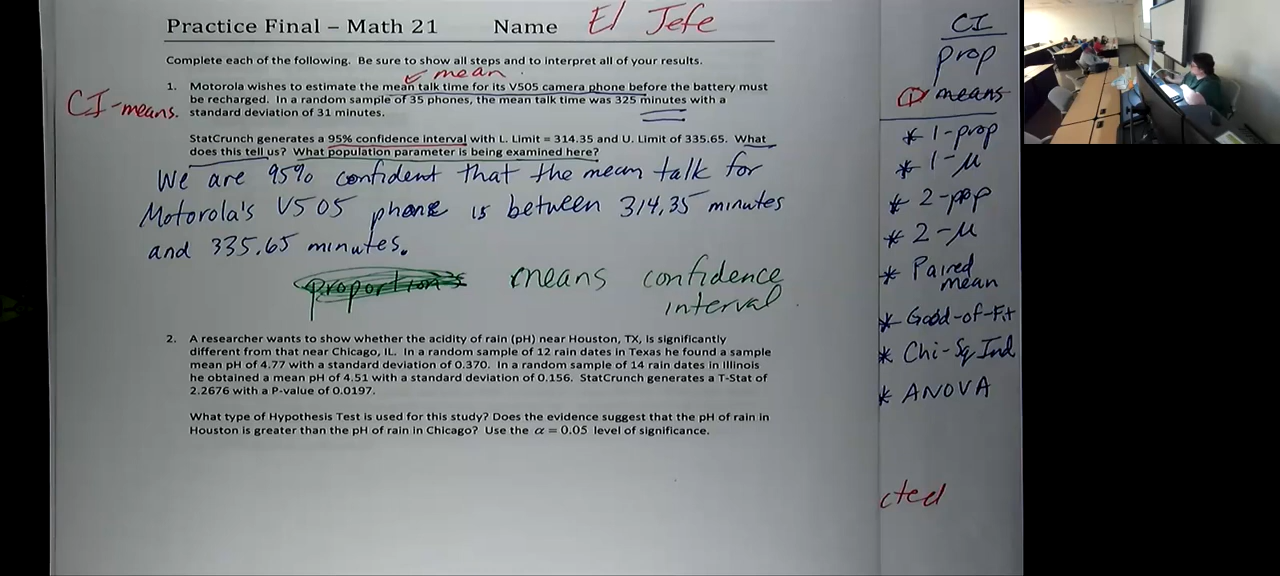 Practice Final – Math 21 Name El Jefe
Complete each of the following. Be sure to show all steps and to interpret all of your results.
mean
1. Motorola wishes to estimate the mean talk time for its V505 camera phone before the battery must
be recharged. In a random sample of 35 phones, the mean talk time was 325 minutes with a
standard deviation of 31 minutes.
CI-means.
StatCrunch generates a 95% confidence interval with L. Limit = 314.35 and U. Limit of 335.65. What
does this tell us? What population parameter is being examined here?
We are 95% confident that the mean talk for
Motorola's V505 phone is between 314.35 minutes
and 335.65 minutes.
proportions means confidence
interval
2. A researcher wants to show whether the acidity of rain (pH) near Houston, TX, is significantly
different from that near Chicago, IL. In a random sample of 12 rain dates in Texas he found a sample
mean pH of 4.77 with a standard deviation of 0.370. In a random sample of 14 rain dates in Illinois
he obtained a mean pH of 4.51 with a standard deviation of 0.156. StatCrunch generates a T-Stat of
2.2676 with a P-value of 0.0197.
What type of Hypothesis Test is used for this study? Does the evidence suggest that the pH of rain in
Houston is greater than the pH of rain in Chicago? Use the α = 0.05 level of significance.
CI
prop
① means
* 1-prop
* 1-μ
* 2-prop
* 2-μ
* Paired
mean
* Good-of-Fit
* Chi-Sq Ind
* ANOVA
cted